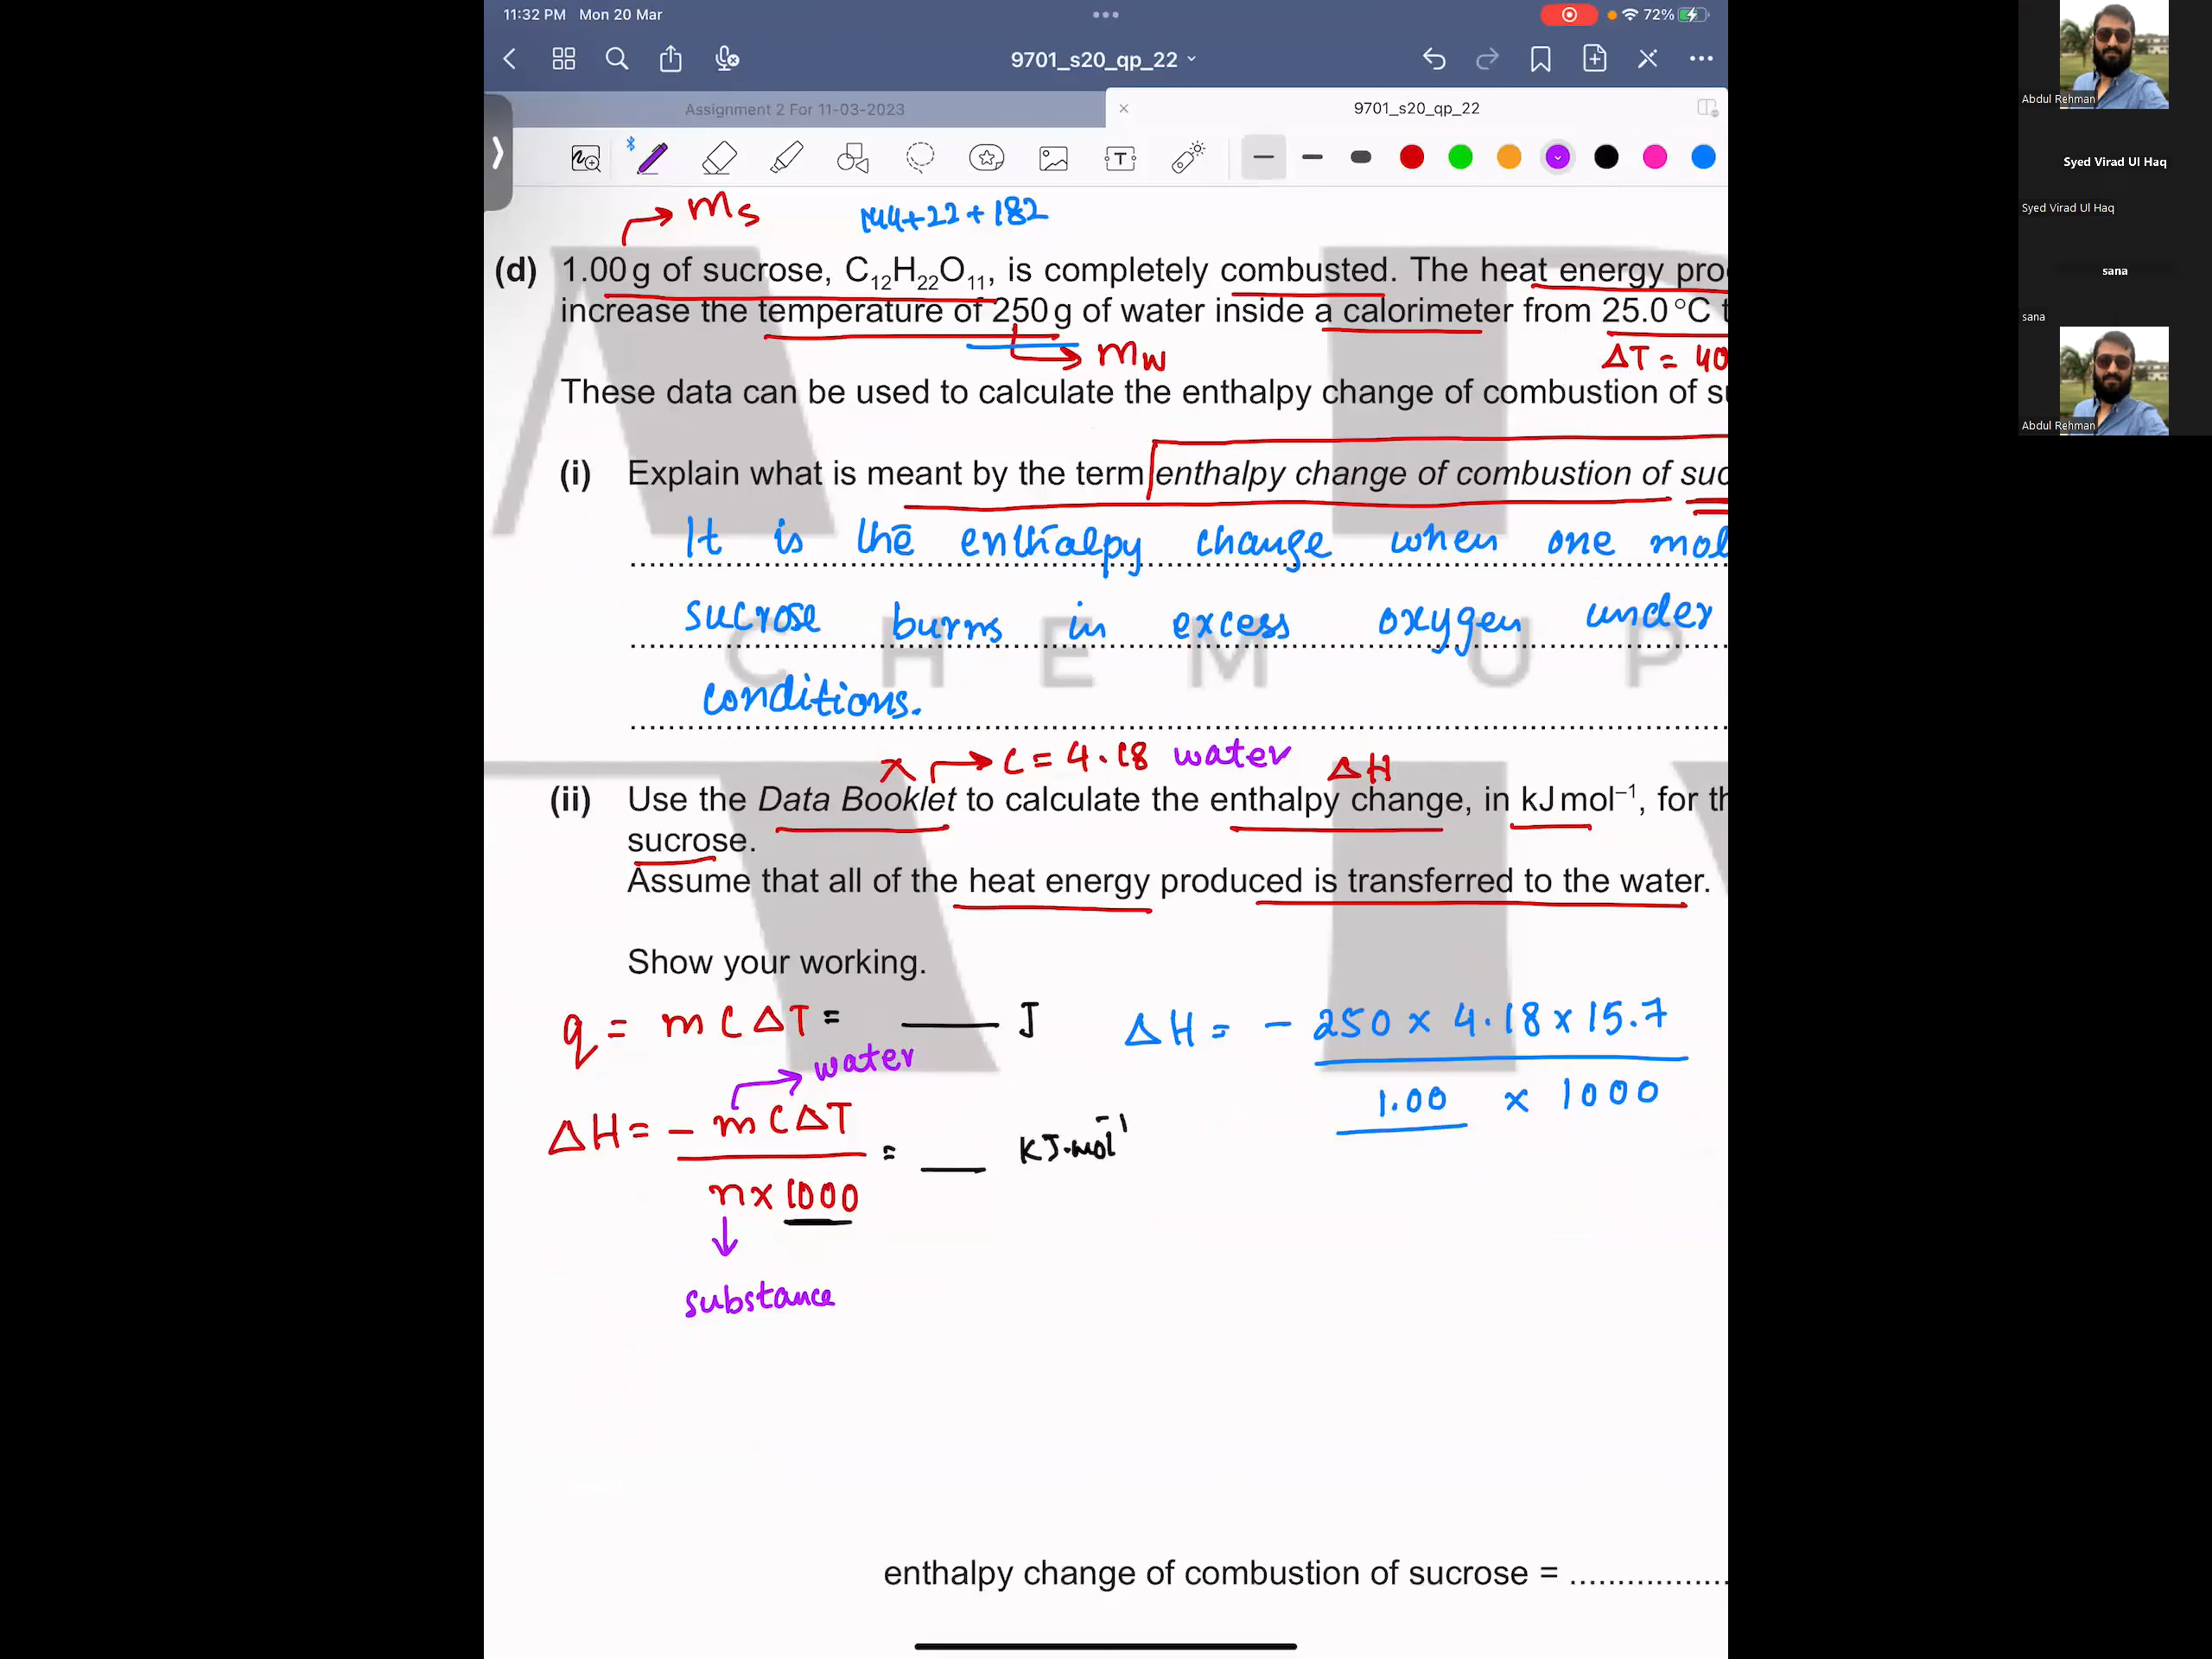 11:32 PM Mon 20 Mar
72%
9701_s20_qp_22
Assignment 2 For 11-03-2023
9701_s20_qp_22
ms 144+22+182
(d) 1.00 g of sucrose, C₁₂H₂₂O₁₁, is completely combusted. The heat energy pro
increase the temperature of 250 g of water inside a calorimeter from 25.0 °C t
mw ΔT = 40
These data can be used to calculate the enthalpy change of combustion of su
(i) Explain what is meant by the term enthalpy change of combustion of suc
It is the enthalpy change when one mol
sucrose burns in excess oxygen under
CHEM UP
conditions.
C = 4.18 water ΔH
(ii) Use the Data Booklet to calculate the enthalpy change, in kJ mol⁻¹, for th
sucrose.
Assume that all of the heat energy produced is transferred to the water.
Show your working.
q = mCΔT = ___ J
water
ΔH = - mCΔT
n x 1000
= ___ KJ.mol⁻¹
substance
ΔH = - 250 x 4.18 x 15.7
1.00 x 1000
enthalpy change of combustion of sucrose = ..................
Abdul Rehman
Syed Virad Ul Haq
Syed Virad Ul Haq
sana
sana
Abdul Rehman